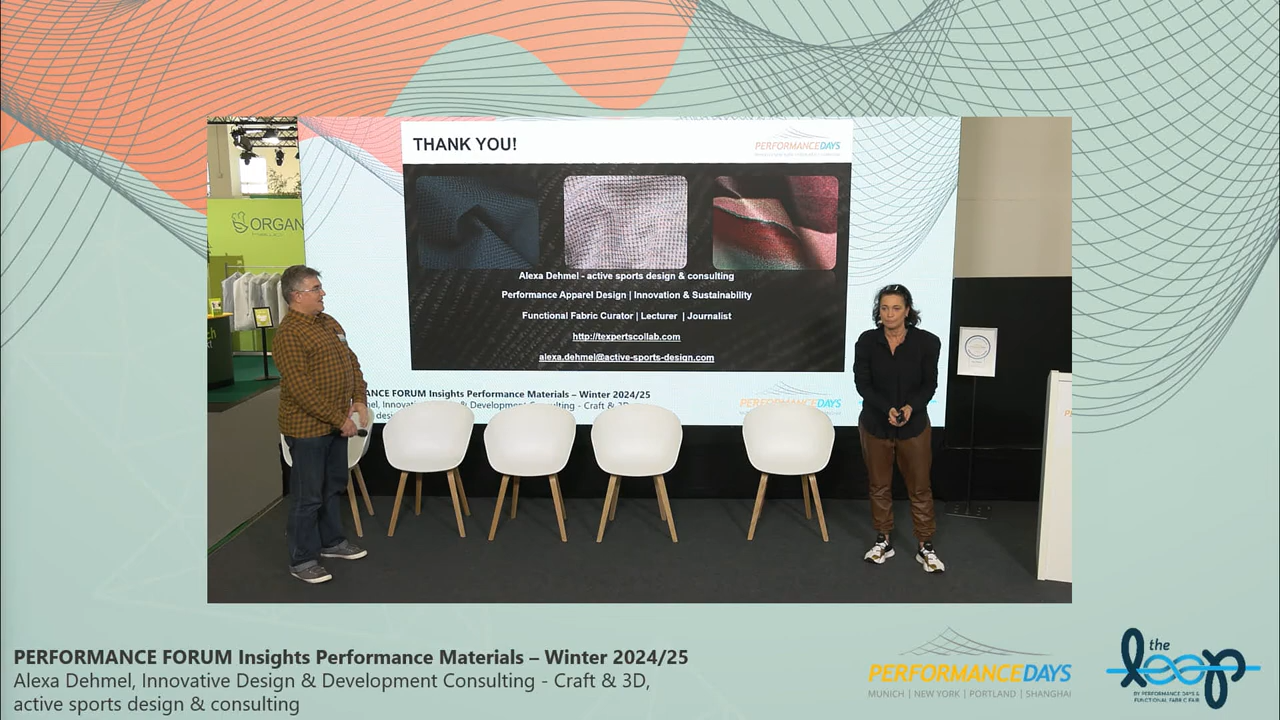 THANK YOU!
PERFORMANCEDAYS
ORGAN
Alexa Dehmel - active sports design & consulting
Performance Apparel Design | Innovation & Sustainability
Functional Fabric Curator | Lecturer | Journalist
http://texpertscollab.com
alexa.dehmel@active-sports-design.com
ANCE FORUM Insights Performance Materials – Winter 2024/25
mel, Innovat & Development Consulting - Craft & 3D,
PERFORMANCEDAYS
PERFORMANCE FORUM Insights Performance Materials – Winter 2024/25
Alexa Dehmel, Innovative Design & Development Consulting - Craft & 3D,
active sports design & consulting
PERFORMANCEDAYS
MUNICH | NEW YORK | PORTLAND | SHANGHAI
the
loop
BY PERFORMANCE DAYS &
FUNCTIONAL FABRIC FAIR